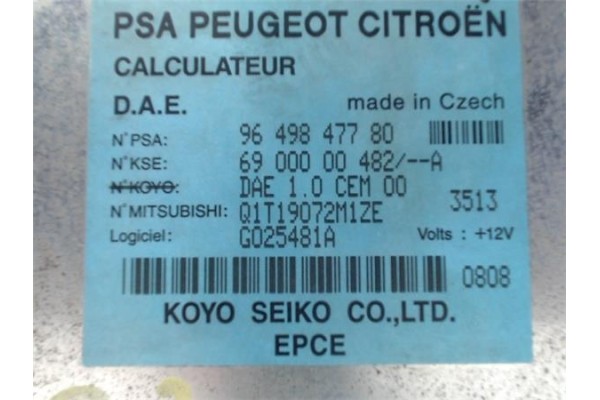 PSA PEUGEOT CITROËN
CALCULATEUR
D.A.E. made in Czech
N°PSA: 96 498 477 80
N°KSE: 69 000 00 482/--A
N°KOYO: DAE 1.0 CEM 00
N°MITSUBISHI: Q1T19072M1ZE 3513
Logiciel: G025481A Volts : +12V
0808
KOYO SEIKO CO.,LTD.
EPCE